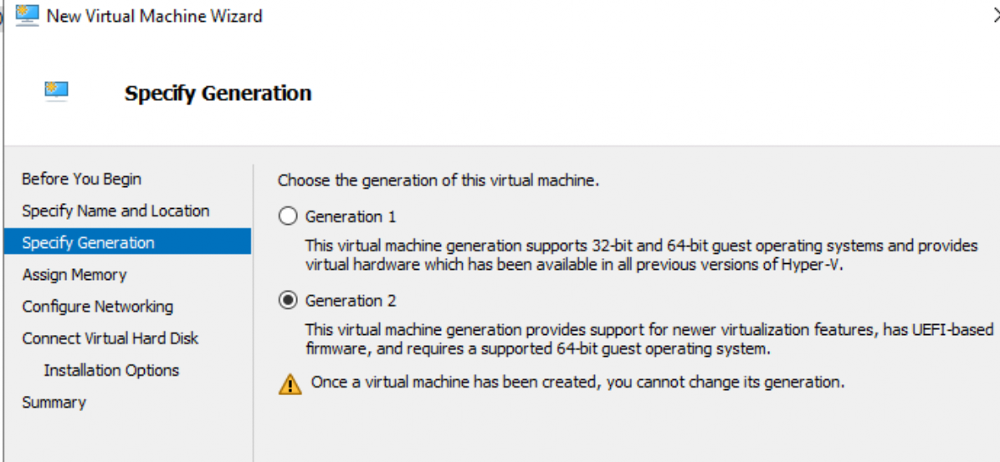 New Virtual Machine Wizard
Specify Generation
Before You Begin
Specify Name and Location
Specify Generation
Assign Memory
Configure Networking
Connect Virtual Hard Disk
Installation Options
Summary
Choose the generation of this virtual machine.
Generation 1
This virtual machine generation supports 32-bit and 64-bit guest operating systems and provides
virtual hardware which has been available in all previous versions of Hyper-V.
Generation 2
This virtual machine generation provides support for newer virtualization features, has UEFI-based
firmware, and requires a supported 64-bit guest operating system.
Once a virtual machine has been created, you cannot change its generation.